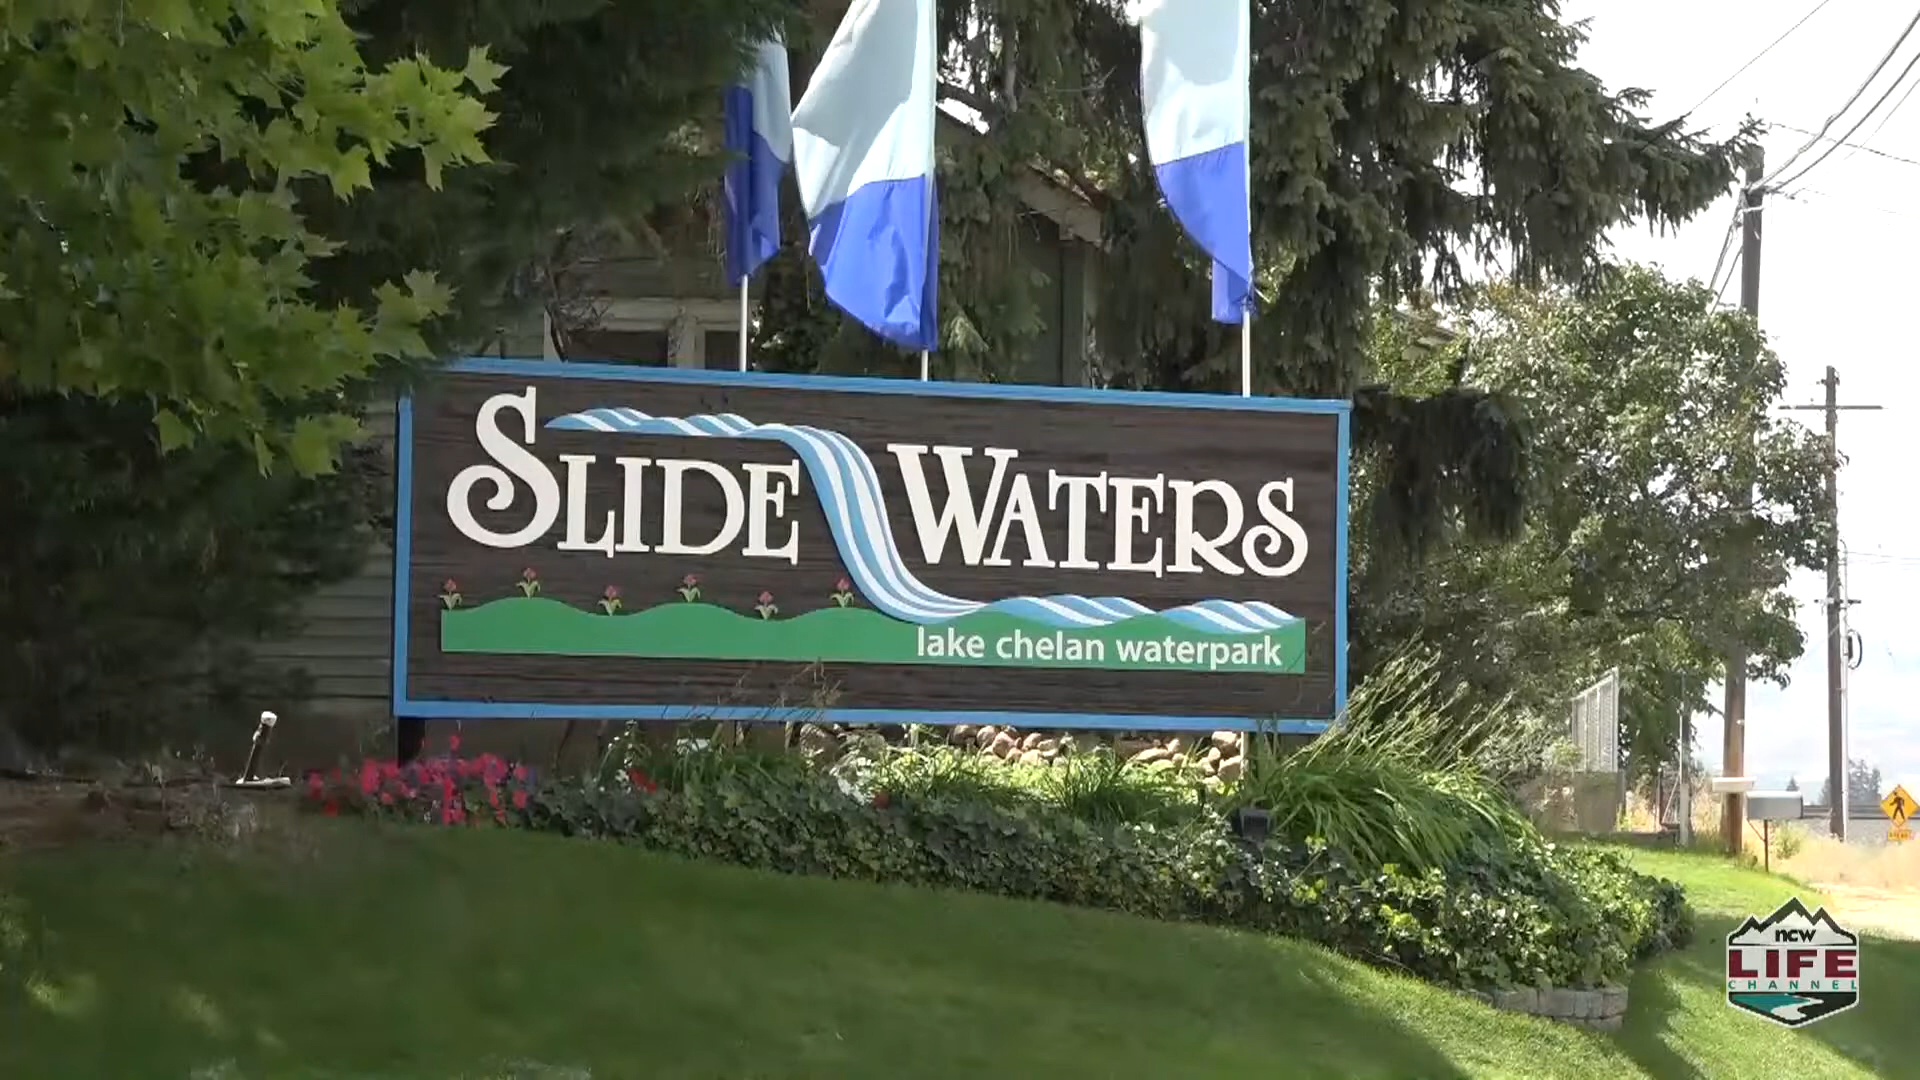 SLIDE WATERS
lake chelan waterpark
ncw
LIFE
CHANNEL